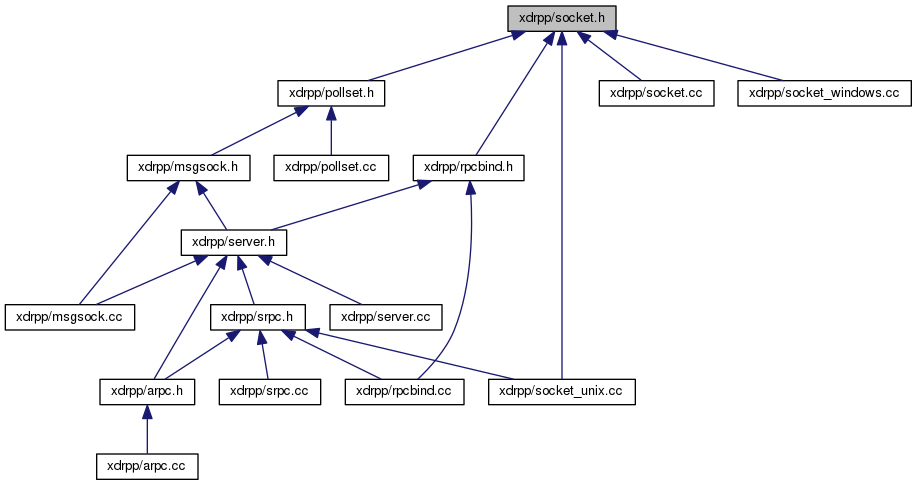 xdrpp/socket.h
xdrpp/pollset.h
xdrpp/socket.cc
xdrpp/socket_windows.cc
xdrpp/msgsock.h
xdrpp/pollset.cc
xdrpp/rpcbind.h
xdrpp/server.h
xdrpp/msgsock.cc
xdrpp/srpc.h
xdrpp/server.cc
xdrpp/arpc.h
xdrpp/srpc.cc
xdrpp/rpcbind.cc
xdrpp/socket_unix.cc
xdrpp/arpc.cc